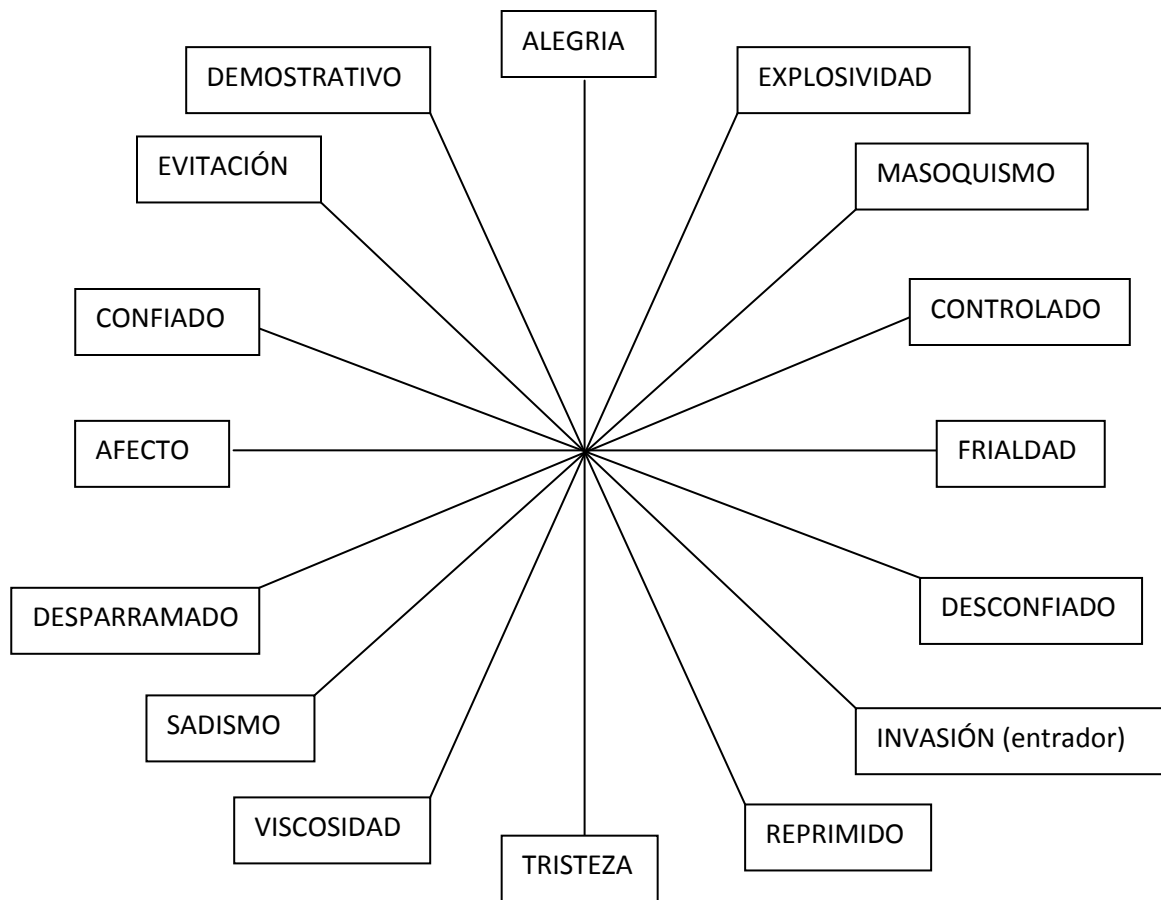 ALEGRIA
DEMOSTRATIVO
EXPLOSIVIDAD
EVITACIÓN
MASOQUISMO
CONFIADO
CONTROLADO
AFECTO
FRIALDAD
DESPARRAMADO
DESCONFIADO
SADISMO
INVASIÓN (entrador)
VISCOSIDAD
REPRIMIDO
TRISTEZA